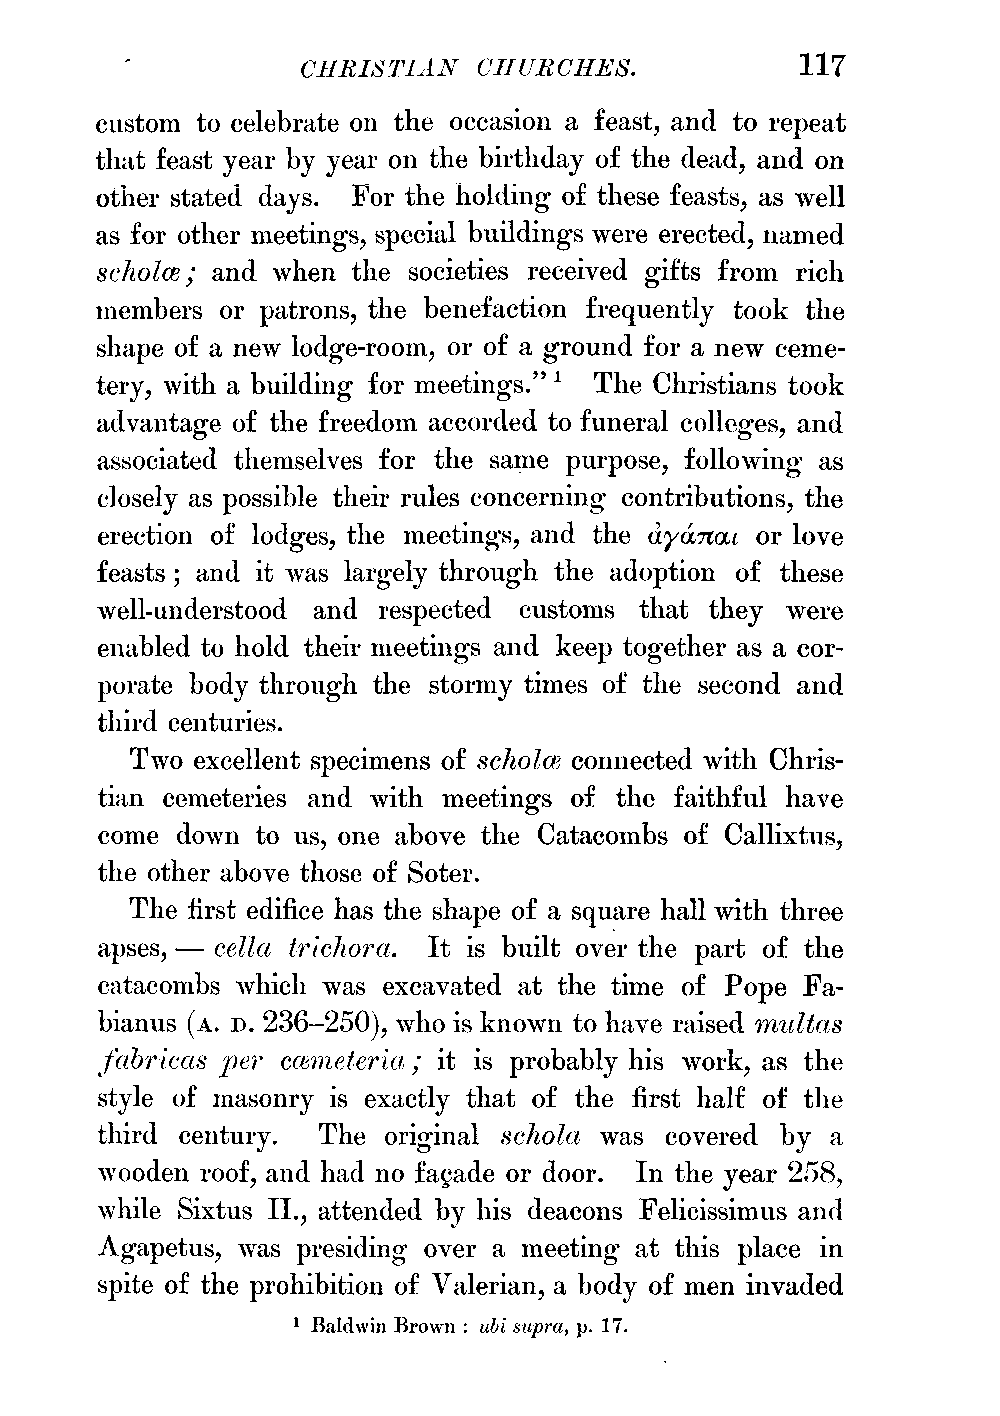 CHRISTIAN CHURCHES. 117
custom to celebrate on the occasion a feast, and to repeat
that feast year by year on the birthday of the dead, and on
other stated days. For the holding of these feasts, as well
as for other meetings, special buildings were erected, named
scholæ; and when the societies received gifts from rich
members or patrons, the benefaction frequently took the
shape of a new lodge-room, or of a ground for a new ceme-
tery, with a building for meetings.” ¹ The Christians took
advantage of the freedom accorded to funeral colleges, and
associated themselves for the same purpose, following as
closely as possible their rules concerning contributions, the
erection of lodges, the meetings, and the ἀγάπαι or love
feasts; and it was largely through the adoption of these
well-understood and respected customs that they were
enabled to hold their meetings and keep together as a cor-
porate body through the stormy times of the second and
third centuries.
Two excellent specimens of scholæ connected with Chris-
tian cemeteries and with meetings of the faithful have
come down to us, one above the Catacombs of Callixtus,
the other above those of Soter.
The first edifice has the shape of a square hall with three
apses, — cella trichora. It is built over the part of the
catacombs which was excavated at the time of Pope Fa-
bianus (A. D. 236–250), who is known to have raised multas
fabricas per cæmeteria; it is probably his work, as the
style of masonry is exactly that of the first half of the
third century. The original schola was covered by a
wooden roof, and had no façade or door. In the year 258,
while Sixtus II., attended by his deacons Felicissimus and
Agapetus, was presiding over a meeting at this place in
spite of the prohibition of Valerian, a body of men invaded
¹ Baldwin Brown: ubi supra, p. 17.